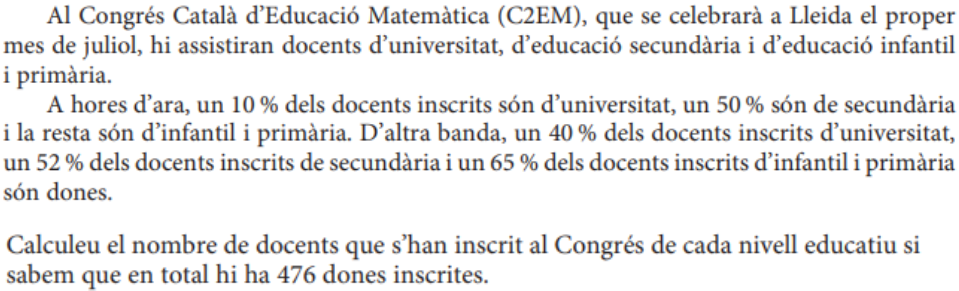 Al Congrés Català d’Educació Matemàtica (C2EM), que se celebrarà a Lleida el proper
mes de juliol, hi assistiran docents d’universitat, d’educació secundària i d’educació infantil
i primària.
A hores d’ara, un 10 % dels docents inscrits són d’universitat, un 50 % són de secundària
i la resta són d’infantil i primària. D’altra banda, un 40 % dels docents inscrits d’universitat,
un 52 % dels docents inscrits de secundària i un 65 % dels docents inscrits d’infantil i primària
són dones.
Calculeu el nombre de docents que s’han inscrit al Congrés de cada nivell educatiu si
sabem que en total hi ha 476 dones inscrites.